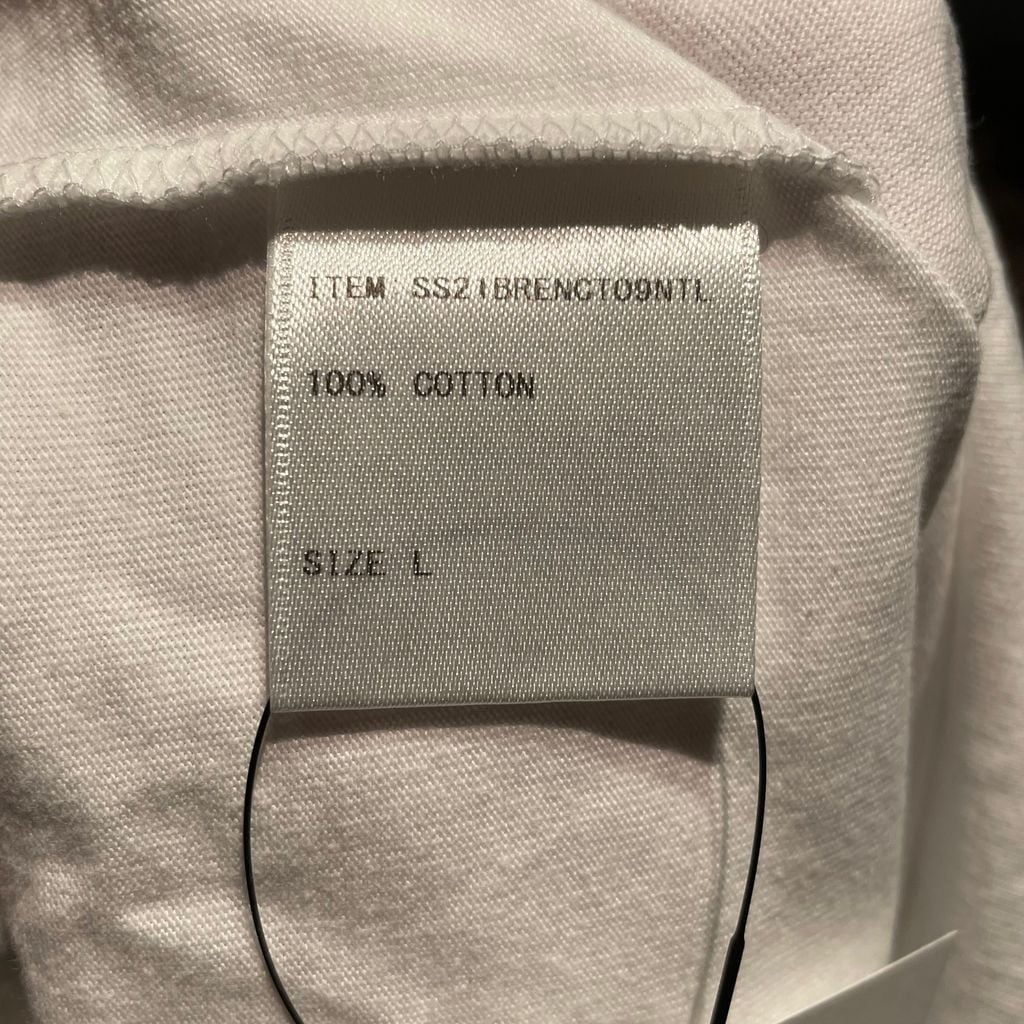 ITEM SS21BRENCT09NTL
100% COTTON
SIZE L